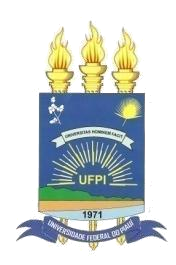 UNIVERSITAS HOMINEM FACIT
UFPI
1971
UNIVERSIDADE FEDERAL DO PIAUÍ